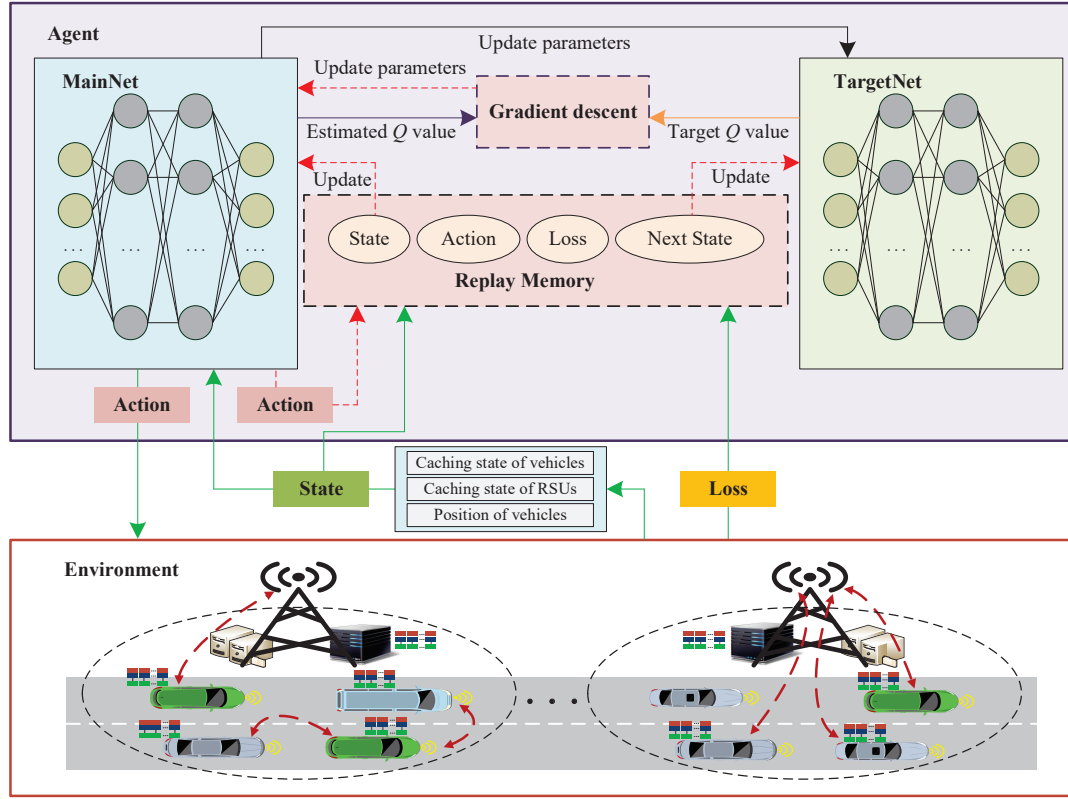 Agent
Update parameters
MainNet
TargetNet
Update parameters
Gradient descent
Estimated Q value
Target Q value
Update
Update
State
Action
Loss
Next State
Replay Memory
...
...
...
...
...
...
...
...
Action
Action
Caching state of vehicles
State
Caching state of RSUs
Loss
Position of vehicles
Environment
...